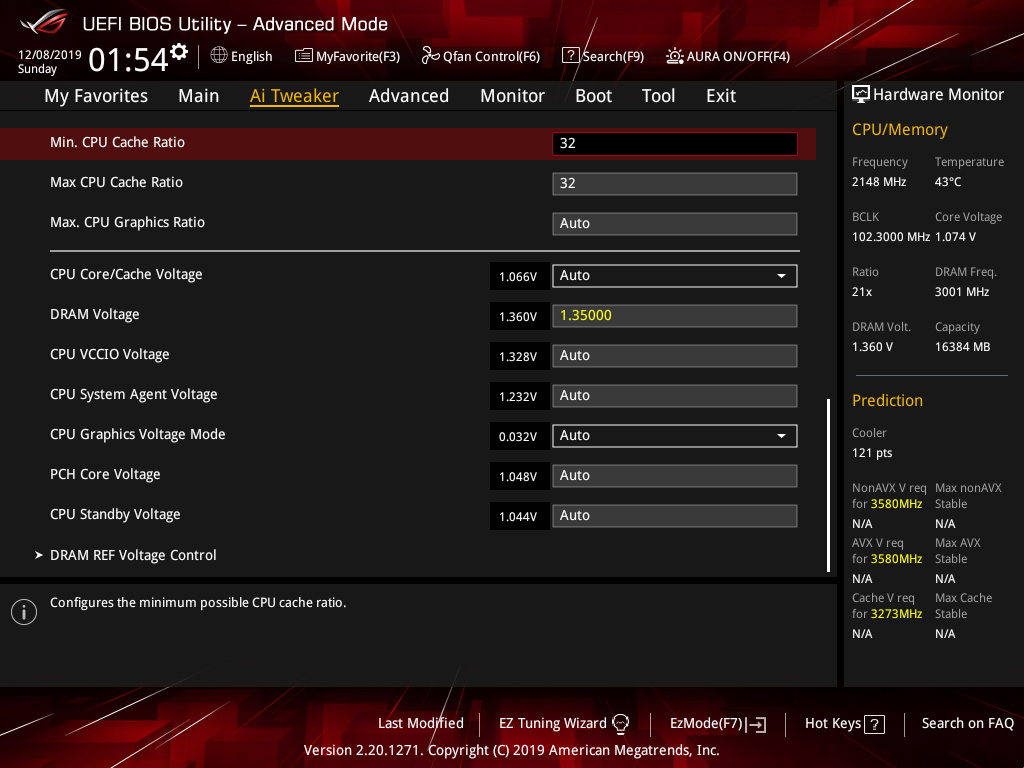 UEFI BIOS Utility – Advanced Mode
12/08/2019
Sunday
01:54
English
MyFavorite(F3)
Qfan Control(F6)
? Search(F9)
AURA ON/OFF(F4)
My Favorites Main Ai Tweaker Advanced Monitor Boot Tool Exit
Min. CPU Cache Ratio 32
Max CPU Cache Ratio 32
Max. CPU Graphics Ratio Auto
CPU Core/Cache Voltage 1.066V Auto
DRAM Voltage 1.360V 1.35000
CPU VCCIO Voltage 1.328V Auto
CPU System Agent Voltage 1.232V Auto
CPU Graphics Voltage Mode 0.032V Auto
PCH Core Voltage 1.048V Auto
CPU Standby Voltage 1.044V Auto
DRAM REF Voltage Control
Configures the minimum possible CPU cache ratio.
Hardware Monitor
CPU/Memory
Frequency Temperature
2148 MHz 43°C
BCLK Core Voltage
102.3000 MHz 1.074 V
Ratio DRAM Freq.
21x 3001 MHz
DRAM Volt. Capacity
1.360 V 16384 MB
Prediction
Cooler
121 pts
NonAVX V req Max nonAVX
for 3580MHz Stable
N/A N/A
AVX V req Max AVX
for 3580MHz Stable
N/A N/A
Cache V req Max Cache
for 3273MHz Stable
N/A N/A
Last Modified EZ Tuning Wizard EzMode(F7) Hot Keys ? Search on FAQ
Version 2.20.1271. Copyright (C) 2019 American Megatrends, Inc.